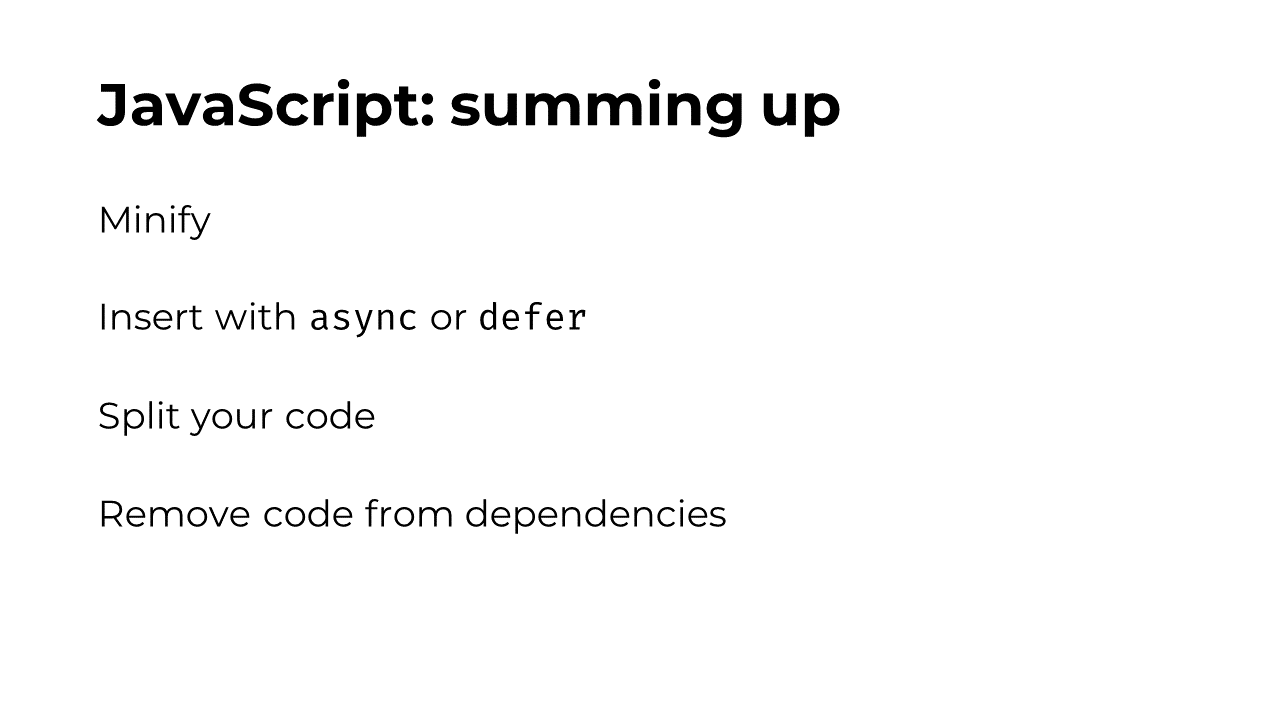 JavaScript: summing up
Minify
Insert with async or defer
Split your code
Remove code from dependencies